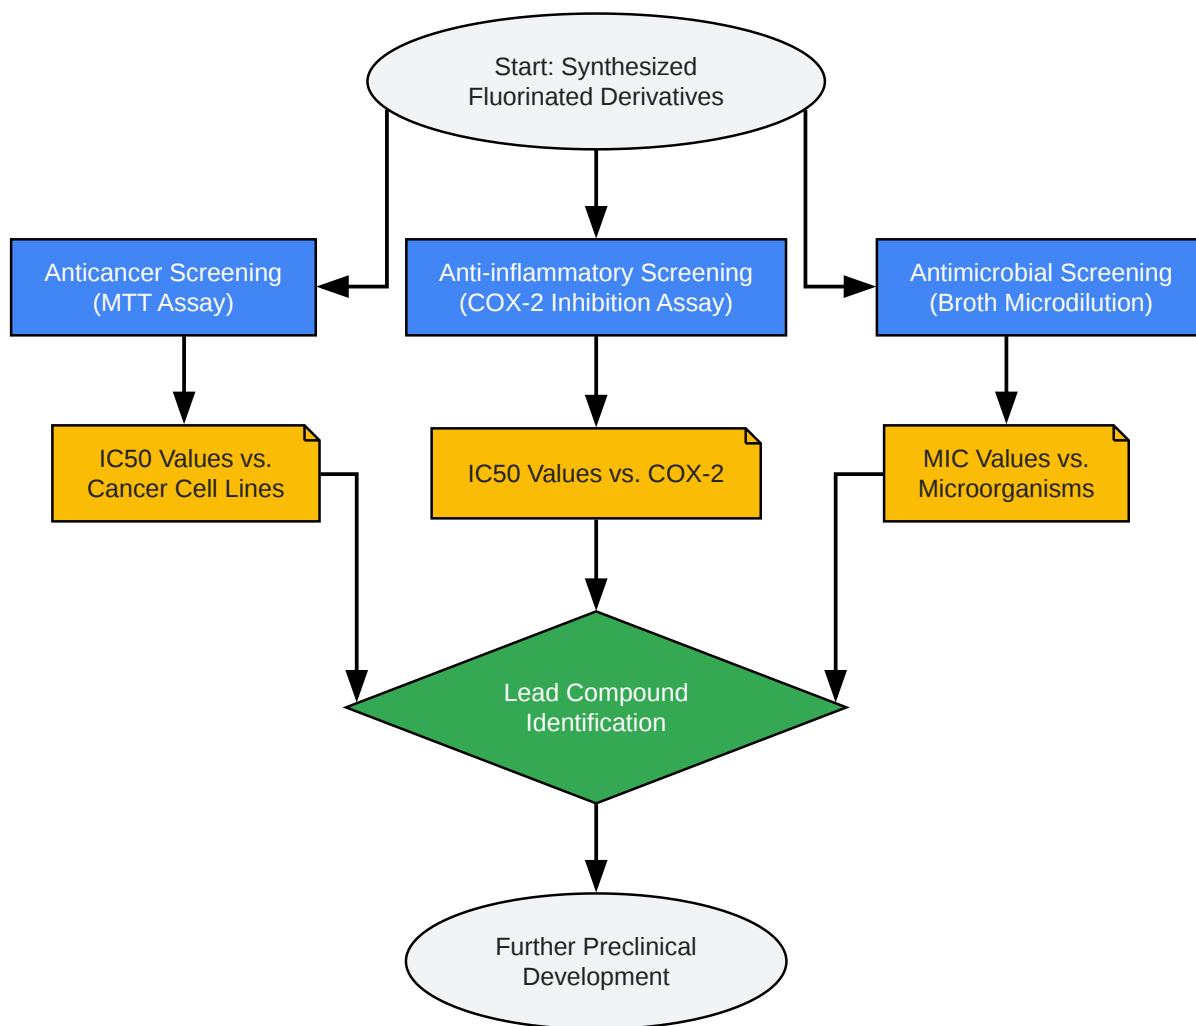 Start: Synthesized
Fluorinated Derivatives
Anticancer Screening
(MTT Assay)
Anti-inflammatory Screening
(COX-2 Inhibition Assay)
Antimicrobial Screening
(Broth Microdilution)
IC50 Values vs.
Cancer Cell Lines
IC50 Values vs. COX-2
MIC Values vs.
Microorganisms
Lead Compound
Identification
Further Preclinical
Development